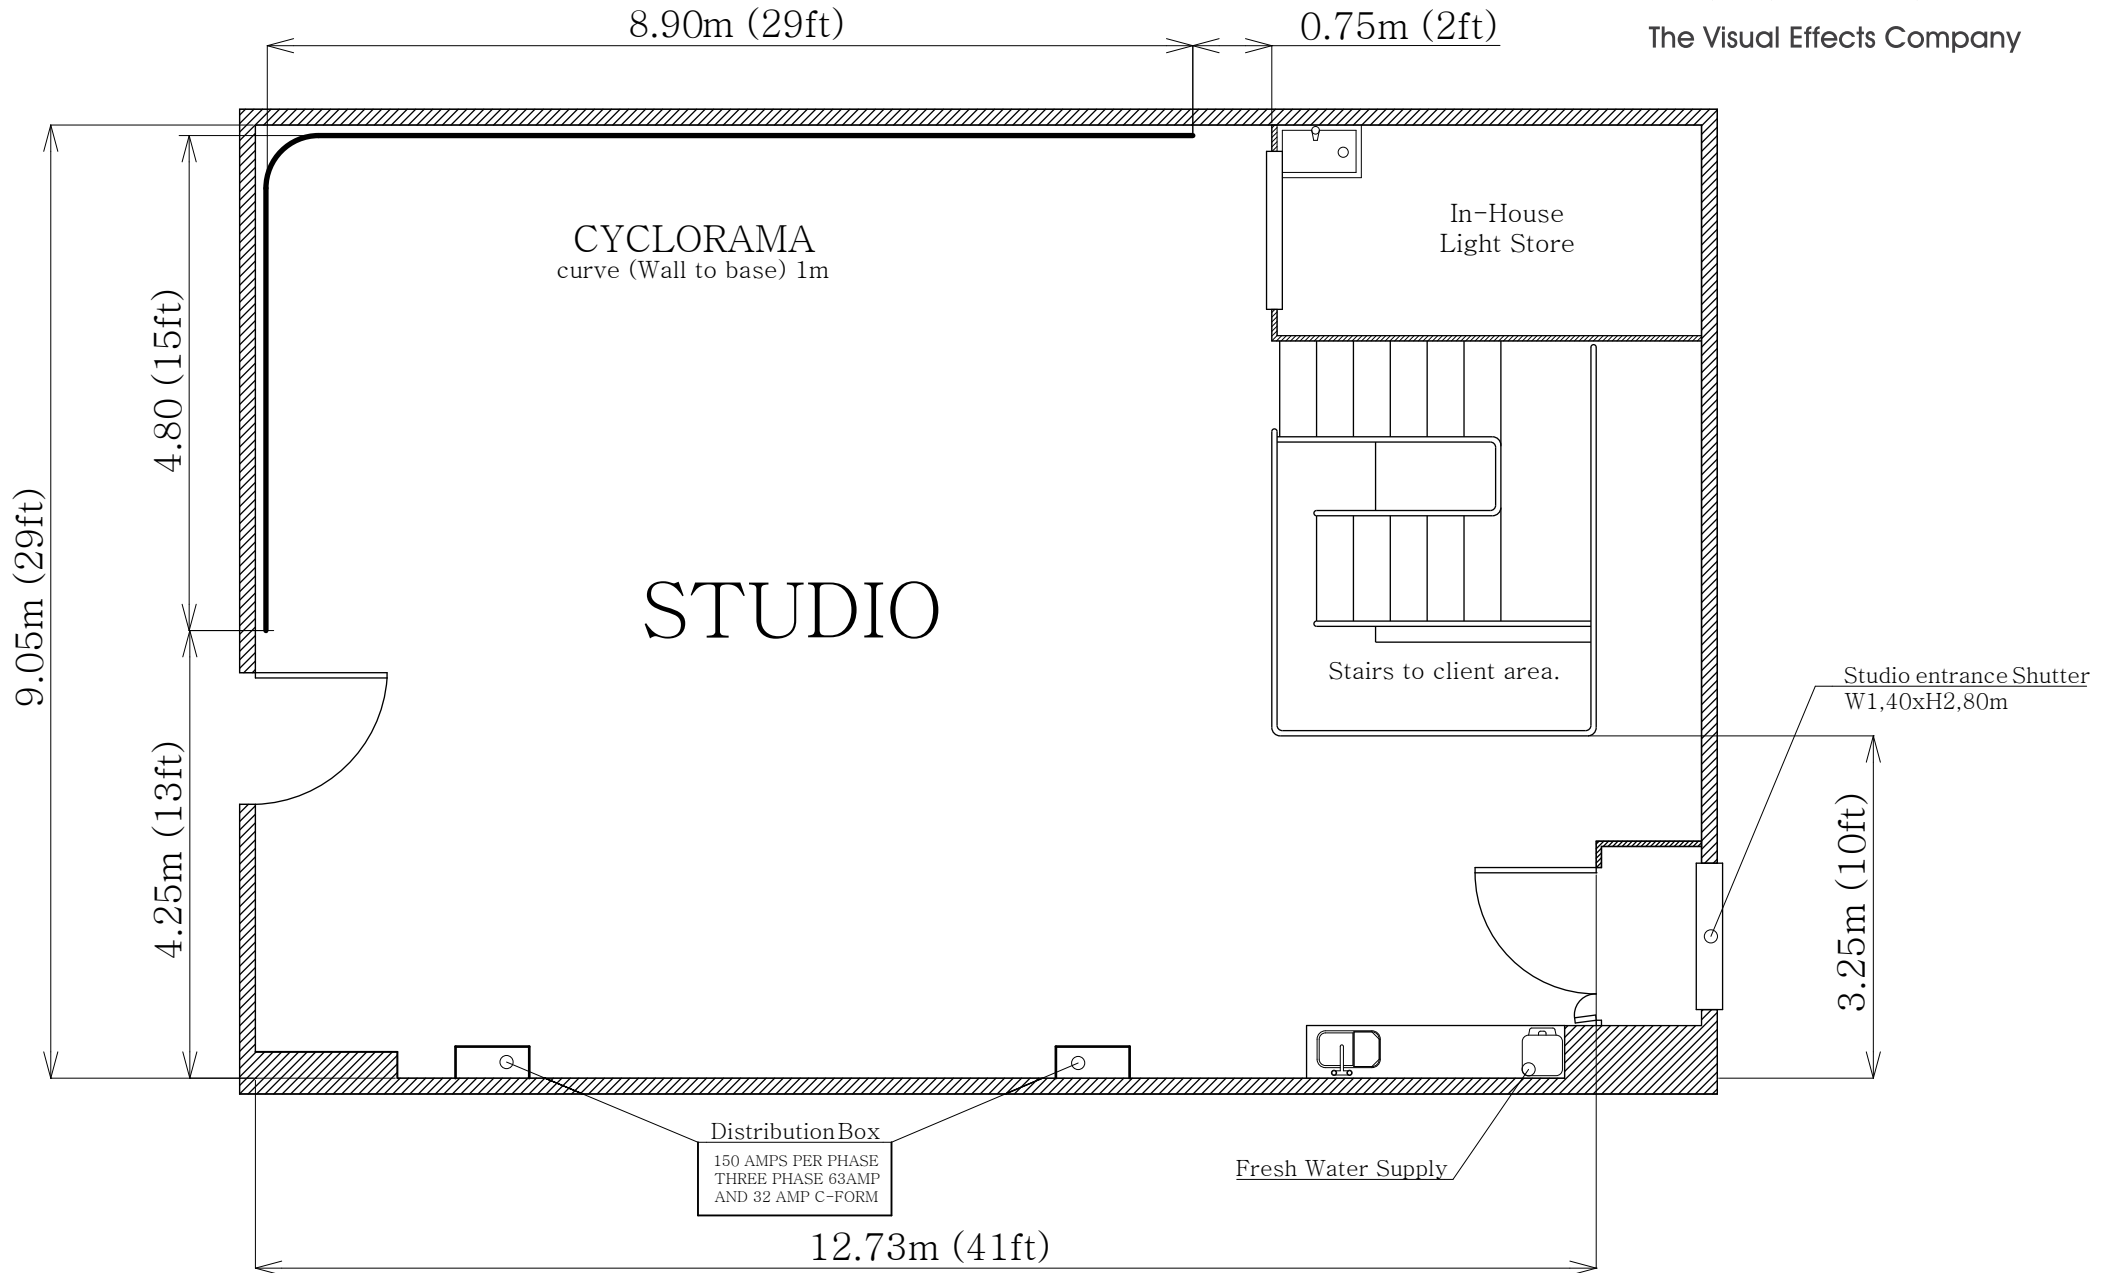 8.90m (29ft)
0.75m (2ft)
The Visual Effects Company
CYCLORAMA
curve (Wall to base) 1m
In-House
Light Store
4.80 (15ft)
9.05m (29ft)
STUDIO
Stairs to client area.
Studio entrance Shutter
W1,40xH2,80m
4.25m (13ft)
3.25m (10ft)
Distribution Box
150 AMPS PER PHASE
THREE PHASE 63AMP
AND 32 AMP C-FORM
Fresh Water Supply
12.73m (41ft)